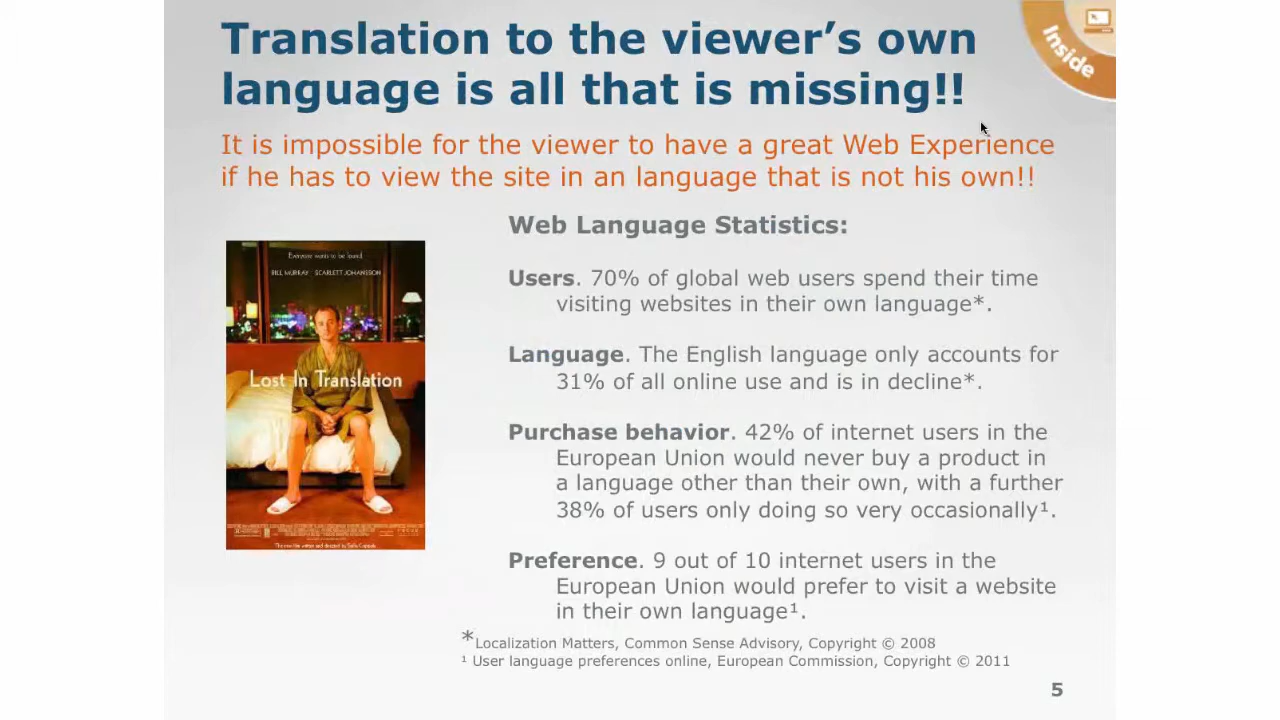 Translation to the viewer’s own
language is all that is missing!!
Inside
It is impossible for the viewer to have a great Web Experience
if he has to view the site in an language that is not his own!!
Web Language Statistics:
Everyone wants to be found
BILL MURRAY SCARLETT JOHANSSON
Lost In Translation
Users. 70% of global web users spend their time
visiting websites in their own language*.
Language. The English language only accounts for
31% of all online use and is in decline*.
Purchase behavior. 42% of internet users in the
European Union would never buy a product in
a language other than their own, with a further
38% of users only doing so very occasionally¹.
Preference. 9 out of 10 internet users in the
European Union would prefer to visit a website
in their own language¹.
*Localization Matters, Common Sense Advisory, Copyright © 2008
¹ User language preferences online, European Commission, Copyright © 2011
5